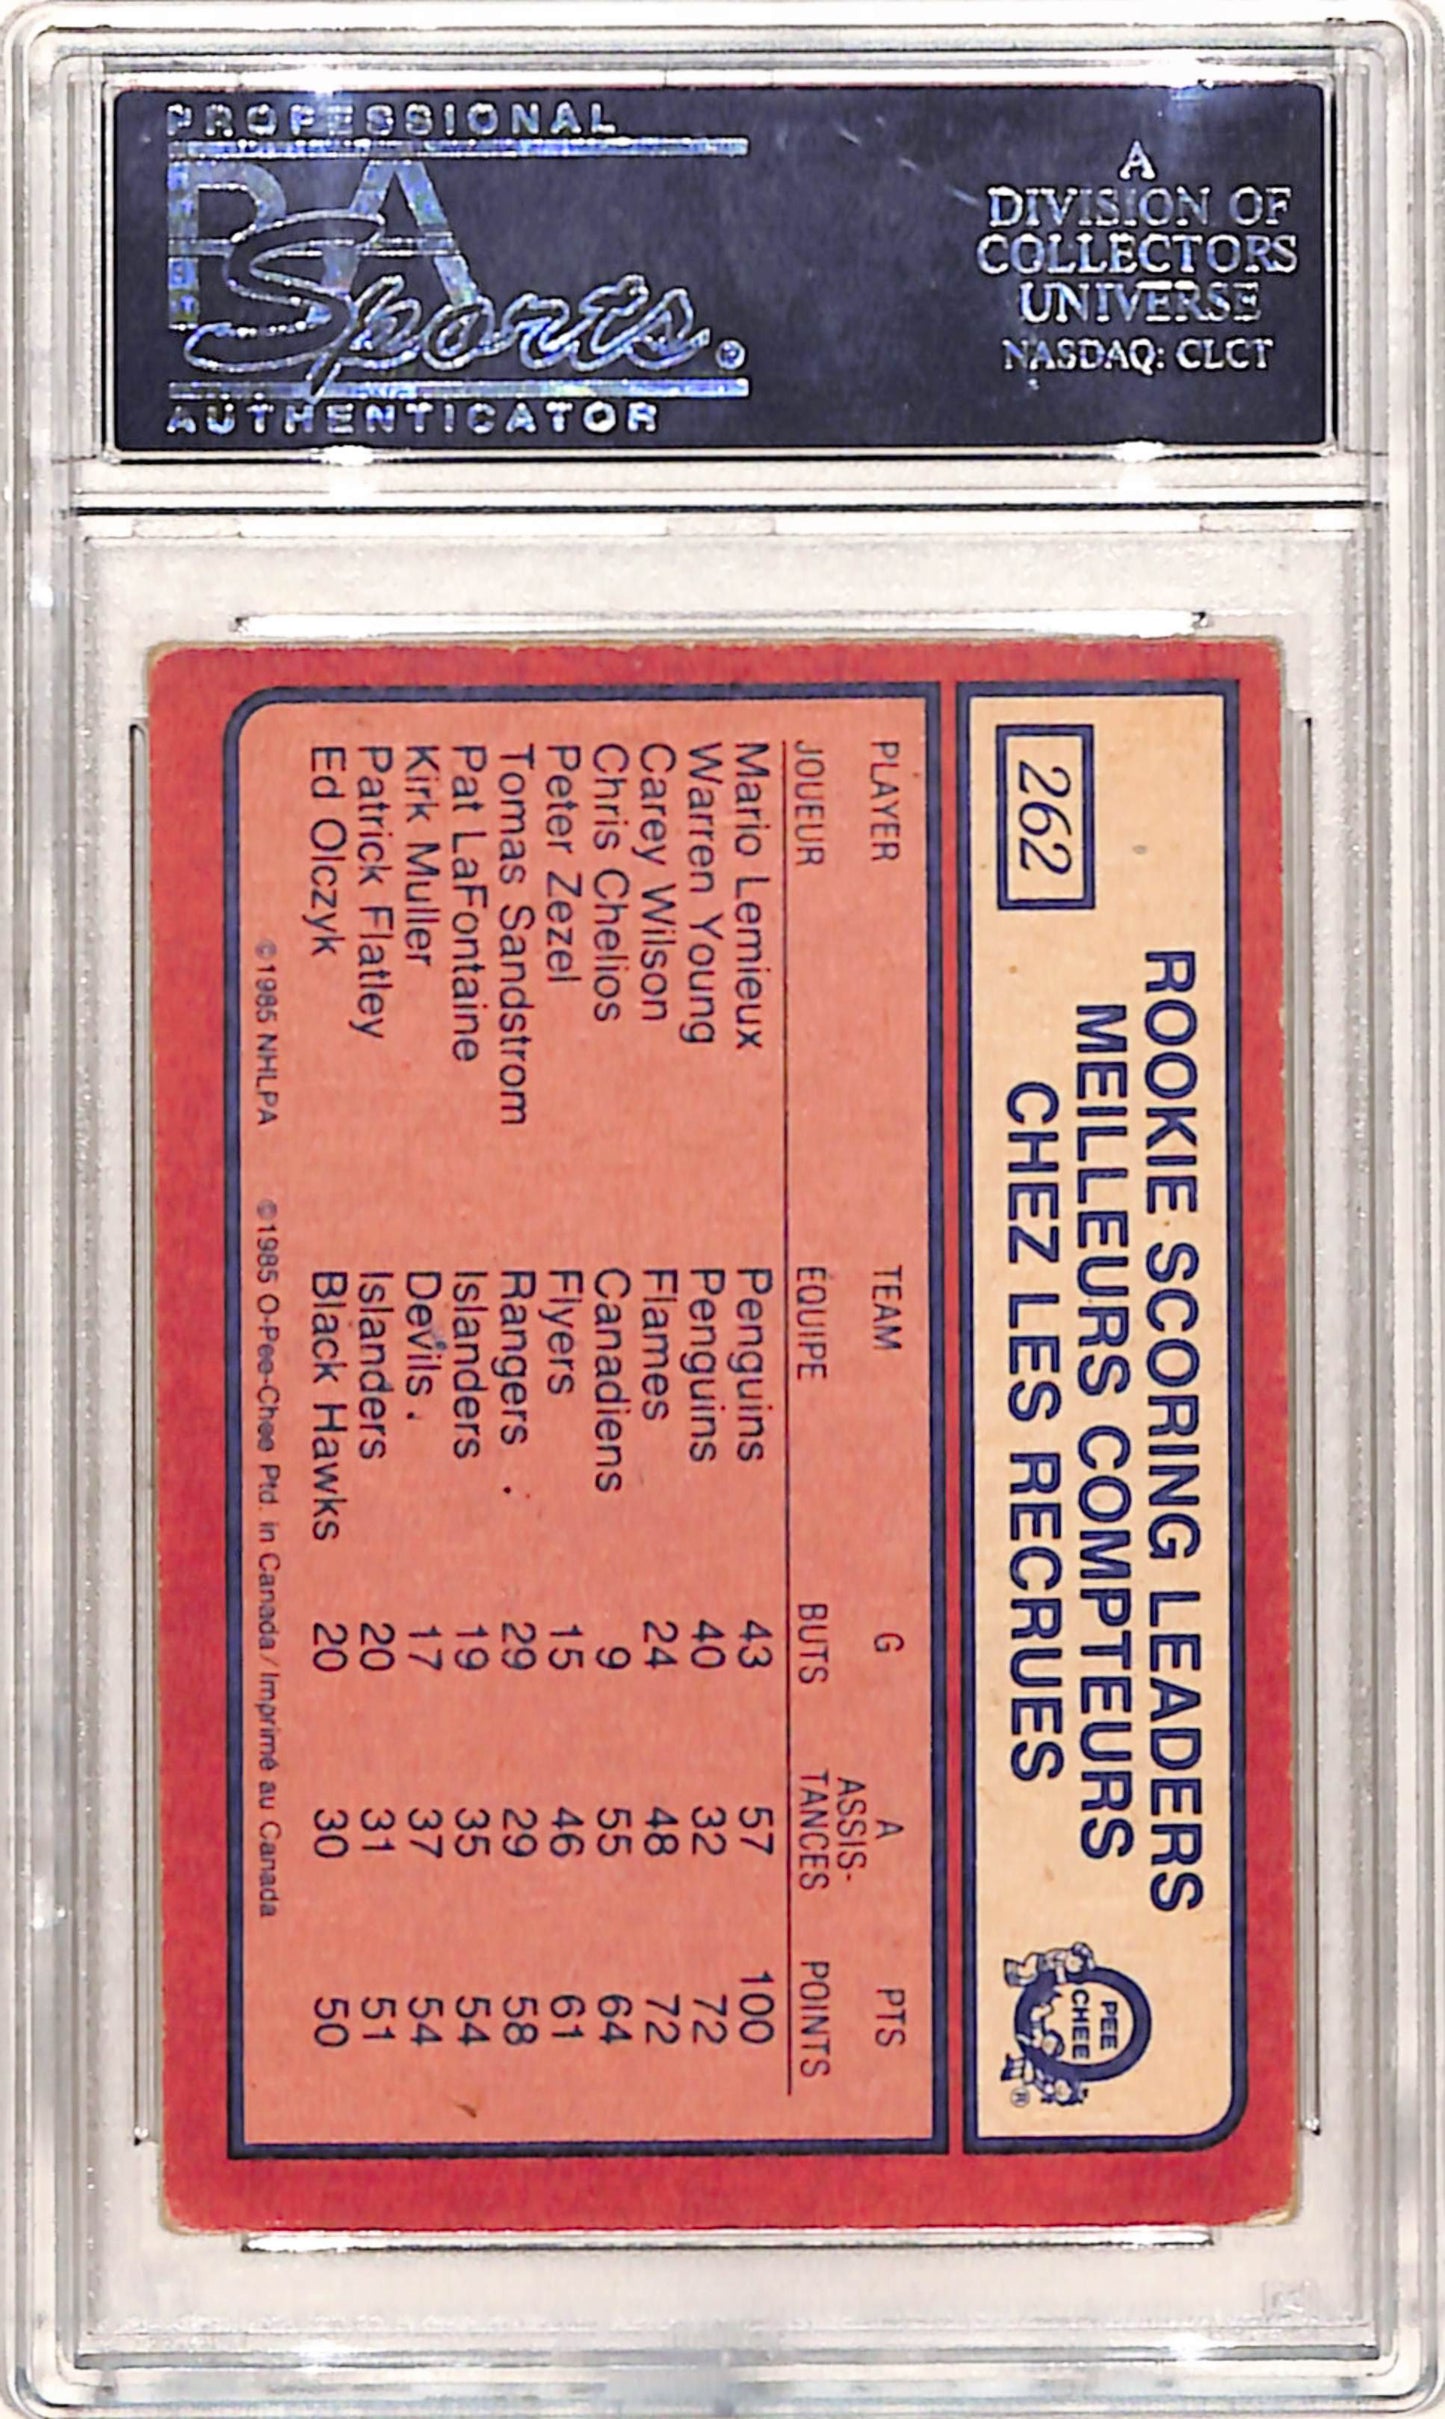 PROFESSIONAL
PSA
Sports®
AUTHENTICATOR
A
DIVISION OF
COLLECTORS
UNIVERSE
NASDAQ: CLCT
262
ROOKIE SCORING LEADERS
MEILLEURS COMPTEURS
CHEZ LES RECRUES
O
PEE
CHEE
®
PLAYER TEAM G A PTS
JOUEUR ÉQUIPE BUTS ASSIS-TANCES POINTS
Mario Lemieux Penguins 43 57 100
Warren Young Penguins 40 32 72
Carey Wilson Flames 24 48 72
Chris Chelios Canadiens 9 55 64
Peter Zezel Flyers 15 46 61
Tomas Sandstrom Rangers 29 29 58
Pat LaFontaine Islanders 19 35 54
Kirk Muller Devils 17 37 54
Patrick Flatley Islanders 20 31 51
Ed Olczyk Black Hawks 20 30 50
©1985 NHLPA ©1985 O-Pee-Chee Ptd. in Canada / Imprimé au Canada